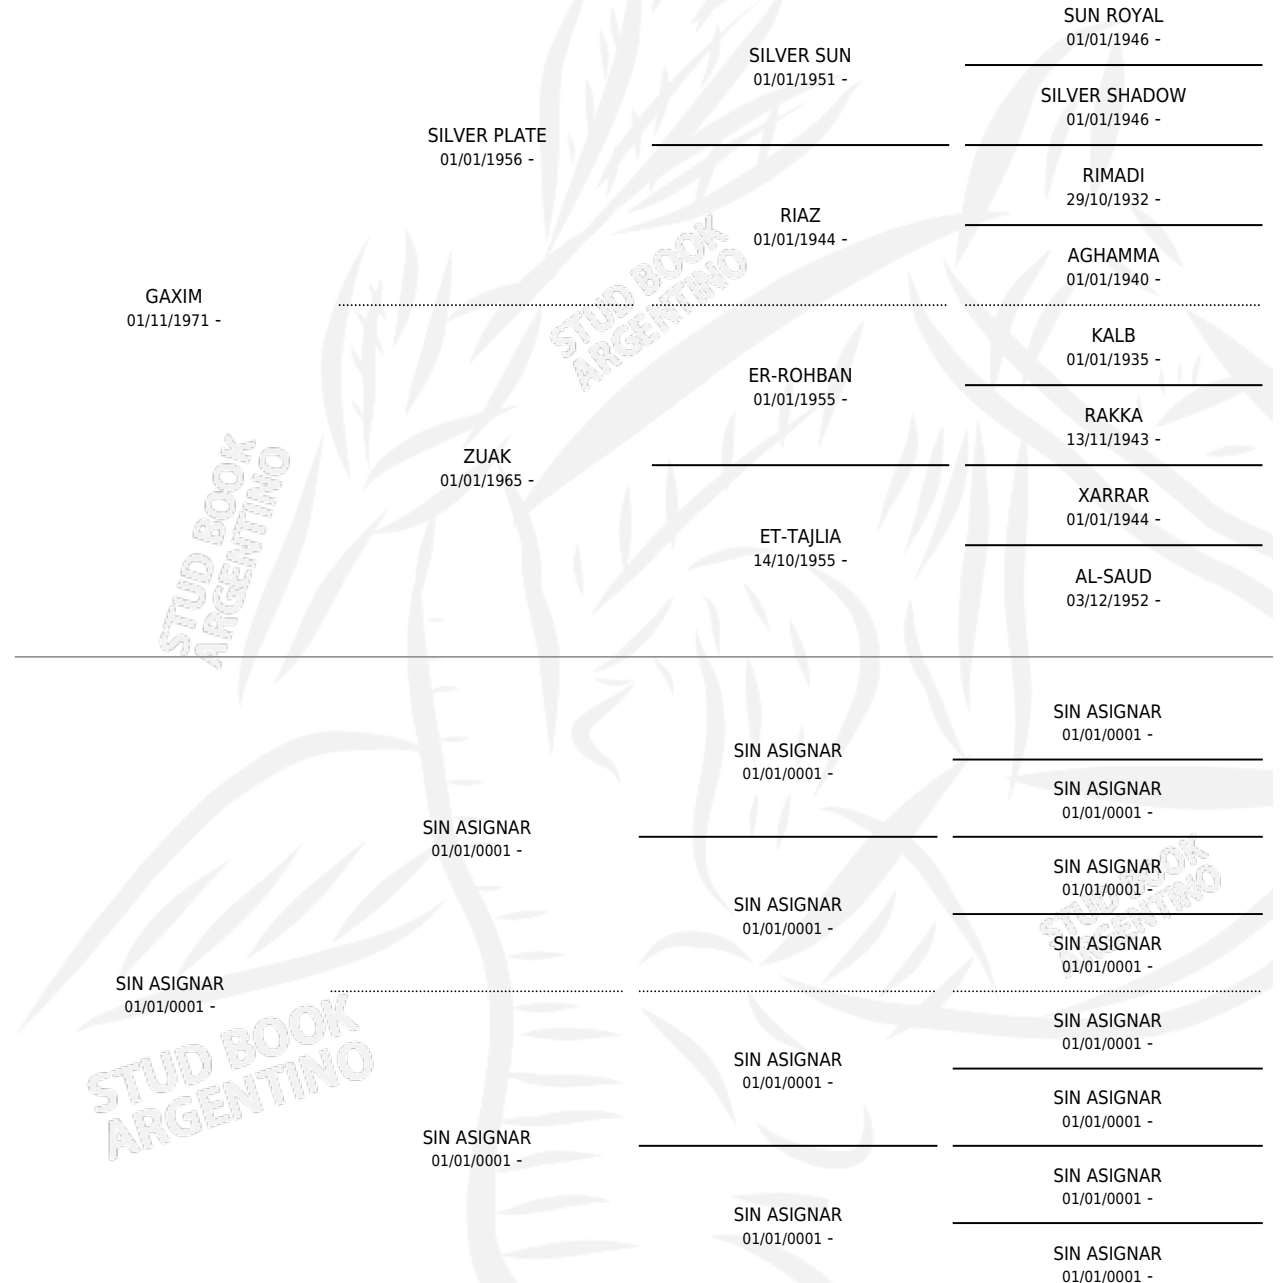 SUN ROYAL
01/01/1946 -
SILVER SUN
01/01/1951 -
SILVER SHADOW
01/01/1946 -
SILVER PLATE
01/01/1956 -
RIMADI
29/10/1932 -
RIAZ
01/01/1944 -
AGHAMMA
01/01/1940 -
GAXIM
01/11/1971 -
KALB
01/01/1935 -
ER-ROHBAN
01/01/1955 -
RAKKA
13/11/1943 -
ZUAK
01/01/1965 -
XARRAR
01/01/1944 -
ET-TAJLIA
14/10/1955 -
AL-SAUD
03/12/1952 -
STUD BOOK
ARGENTINO
STUD BOOK
ARGENTINO
SIN ASIGNAR
01/01/0001 -
SIN ASIGNAR
01/01/0001 -
SIN ASIGNAR
01/01/0001 -
SIN ASIGNAR
01/01/0001 -
SIN ASIGNAR
01/01/0001 -
SIN ASIGNAR
01/01/0001 -
SIN ASIGNAR
01/01/0001 -
SIN ASIGNAR
01/01/0001 -
SIN ASIGNAR
01/01/0001 -
SIN ASIGNAR
01/01/0001 -
SIN ASIGNAR
01/01/0001 -
SIN ASIGNAR
01/01/0001 -
SIN ASIGNAR
01/01/0001 -
SIN ASIGNAR
01/01/0001 -
SIN ASIGNAR
01/01/0001 -
STUD BOOK
ARGENTINO
STUD BOOK
ARGENTINO